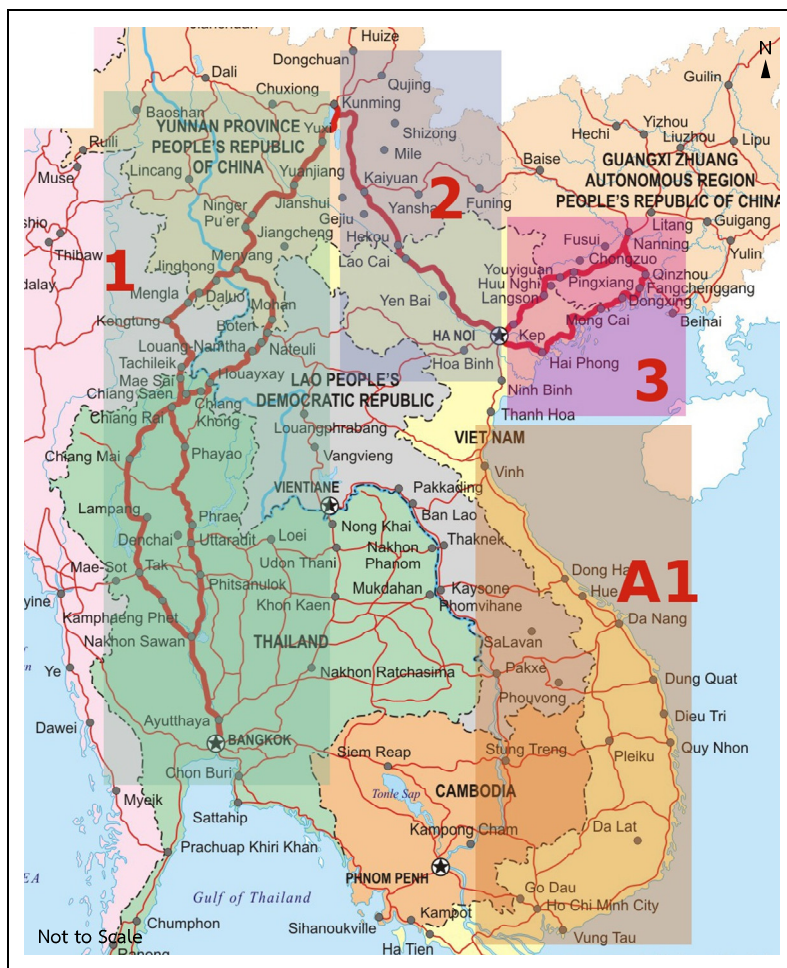 Huize
N
Dongchuan
Dali
Guilin
Qujing
Chuxiong
Kunming
Baoshan
YUNNAN PROVINCE
PEOPLE'S REPUBLIC
OF CHINA
Yuxi
Shizong
Mile
Yizhou
Hechi
Liuzhou
Lipu
Ruili
Baise
GUANGXI ZHUANG
AUTONOMOUS REGION
PEOPLE'S REPUBLIC OF CHINA
Muse
Lincang
Yuanjiang
Kaiyuan
2
Jianshui
Yansha
Funing
Ninger
Pu'er
Gejiu
Litang
Guigang
Thibaw
Jiangcheng
Hekou
Fusui
Nanning
Yulin
1
Menyang
Lao Cai
Chongzuo
Jinghong
Youyiguan
Huu Nghi
Pingxiang
Qinzhou
Fangchenggang
Mengla
Daluo
Mohan
Yen Bai
Langson
Dongxing
Kengtung
Boten
Mong Cai
Beihai
Louang-Namtha
HA NOI
Kep
Nateuli
Hoa Binh
Hai Phong
Tachileik
Mae Sai
Houayxay
LAO PEOPLE'S
DEMOCRATIC REPUBLIC
3
Chiang Saen
Chiang
Khong
Ninh Binh
Chiang Rai
Thanh Hoa
Louangphrabang
VIET NAM
Chiang Mai
Phayao
Vangvieng
Vinh
VIENTIANE
Pakkading
Lampang
Phrae
Nong Khai
Ban Lao
Denchai
Uttaradit
Loei
Thaknek
Nakhon
Phanom
Udon Thani
Mae-Sot
Tak
Phitsanulok
Dong Ha
A1
Mukdahan
Kaysone
Phomvihane
Hue
Khon Kaen
Kamphaeng Phet
Da Nang
Nakhon Sawan
THAILAND
SaLavan
Ye
Nakhon Ratchasima
Pakxe
Dung Quat
Phouvong
Dawei
Ayutthaya
Dieu Tri
BANGKOK
Siem Reap
Stung Treng
Pleiku
Quy Nhon
Chon Buri
Tonle Sap
CAMBODIA
Myeik
Sattahip
Kampong Cham
Da Lat
Prachuap Khiri Khan
PHNOM PENH
Go Dau
Gulf of Thailand
Ho Chi Minh City
Chumphon
Sihanoukville
Kampot
Vung Tau
Not to Scale
Ha Tien